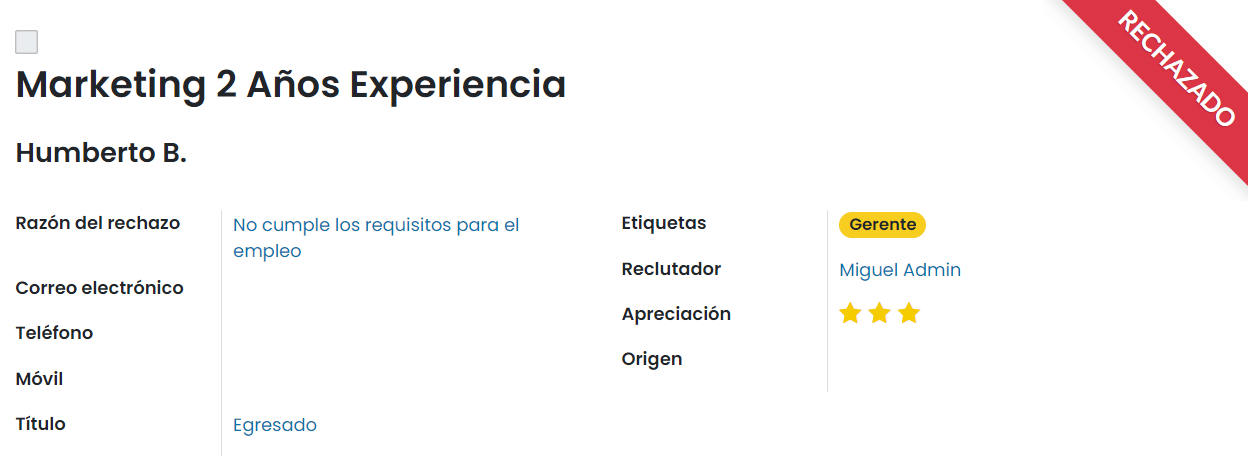 RECHAZADO
Marketing 2 Años Experiencia
Humberto B.
Razón del rechazo
No cumple los requisitos para el
empleo
Correo electrónico
Teléfono
Móvil
Título
Egresado
Etiquetas
Gerente
Reclutador
Miguel Admin
Apreciación
Origen